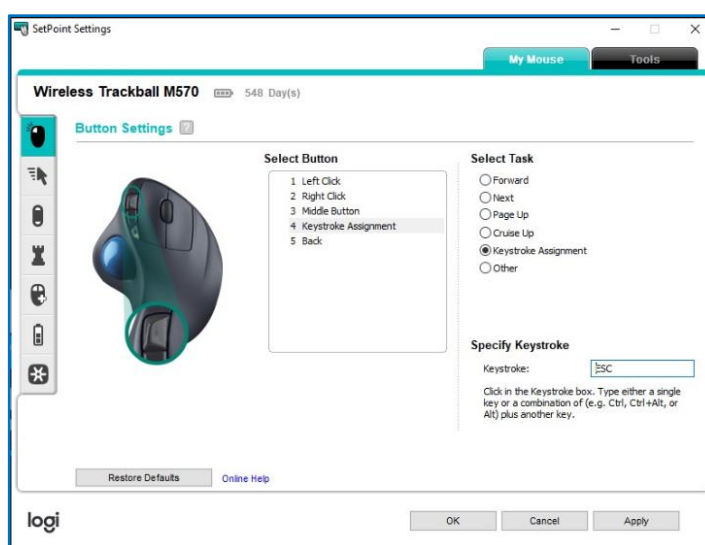 SetPoint Settings
My Mouse
Tools
Wireless Trackball M570
548 Day(s)
Button Settings ?
Select Button
1 Left Click
2 Right Click
3 Middle Button
4 Keystroke Assignment
5 Back
Select Task
Forward
Next
Page Up
Cruise Up
Keystroke Assignment
Other
Specify Keystroke
Keystroke:
ESC
Click in the Keystroke box. Type either a single
key or a combination of (e.g. Ctrl, Ctrl+Alt, or
Alt) plus another key.
Restore Defaults
Online Help
logi
OK
Cancel
Apply